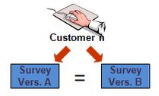 Customer n
Survey
Vers. A
=
Survey
Vers. B